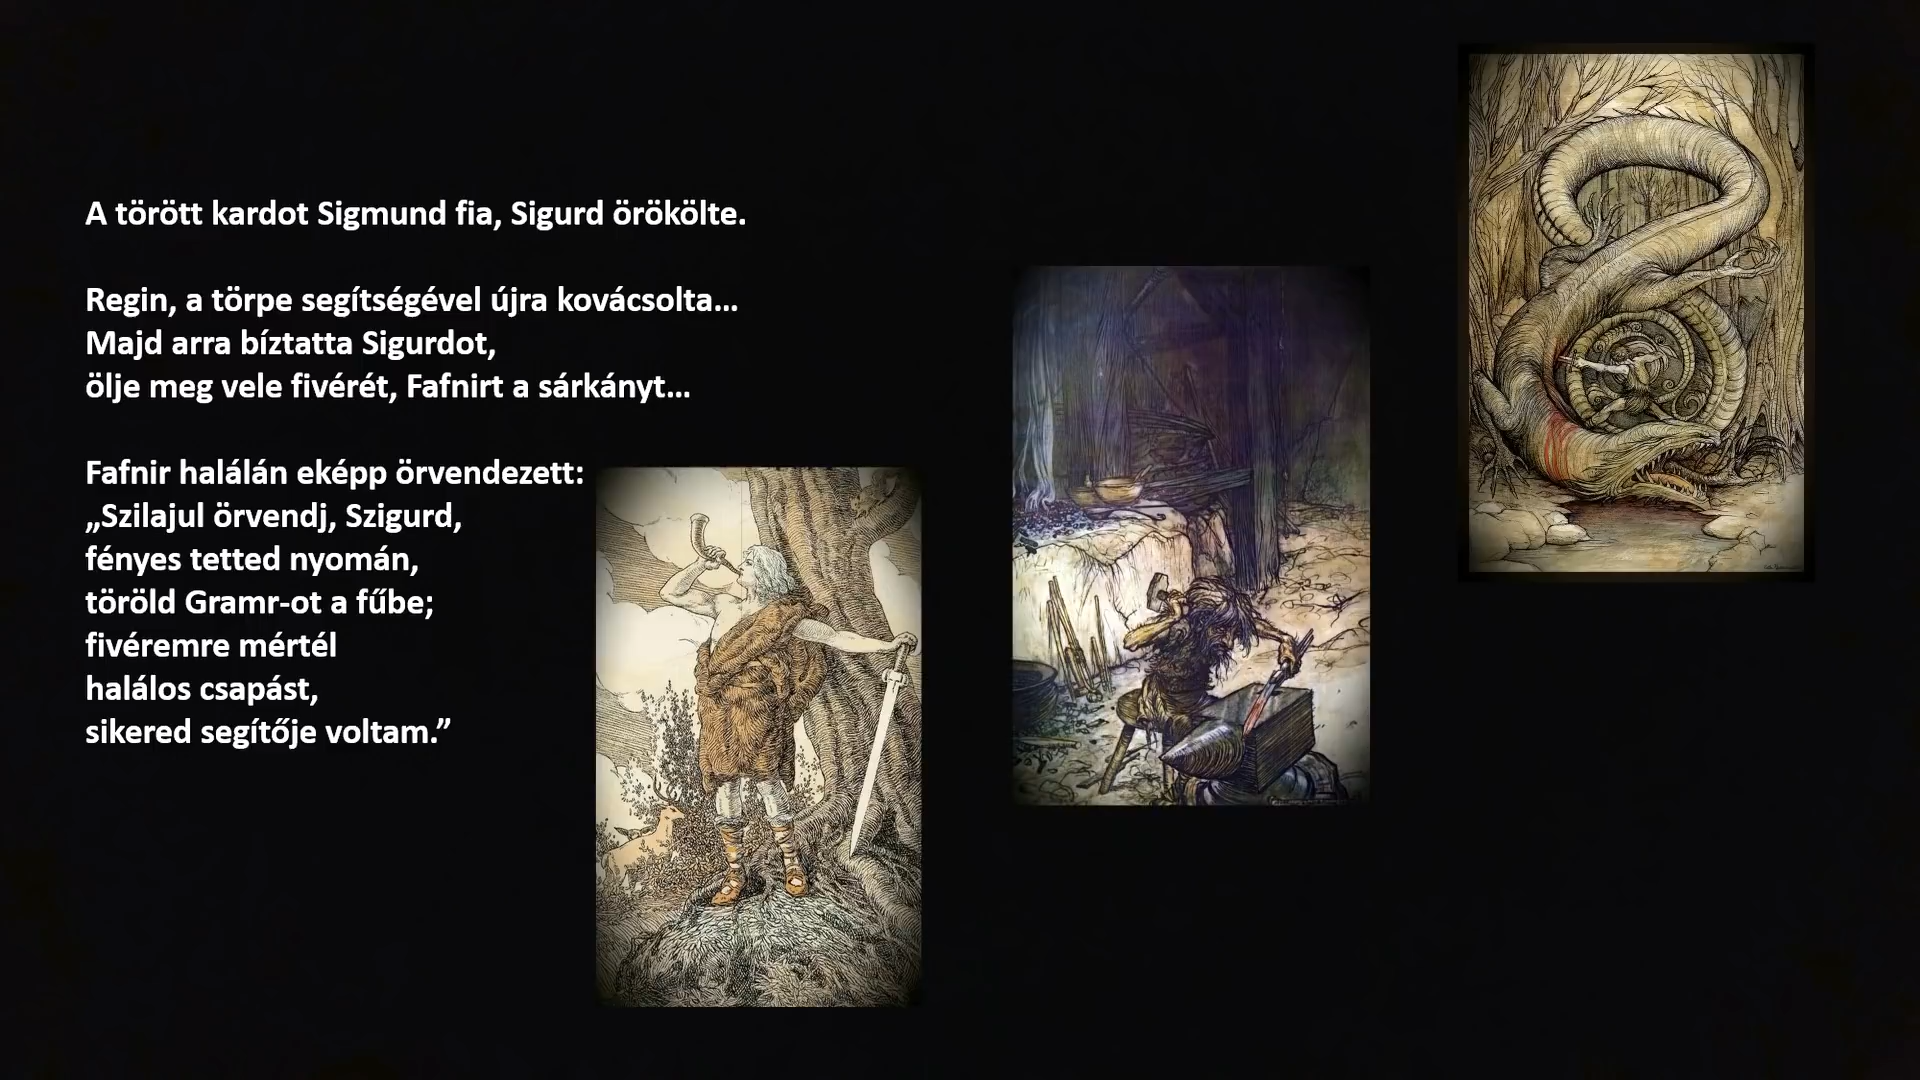 A törött kardot Sigmund fia, Sigurd örökölte.
Regin, a törpe segítségével újra kovácsolta...
Majd arra bíztatta Sigurdot,
ölje meg vele fivérét, Fafnirt a sárkányt...
Fafnir halálán eképp örvendezett:
„Szilajul örvendj, Szigurd,
fényes tetted nyomán,
töröld Gramr-ot a fűbe;
fivéremre mértél
halálos csapást,
sikered segítője voltam.”